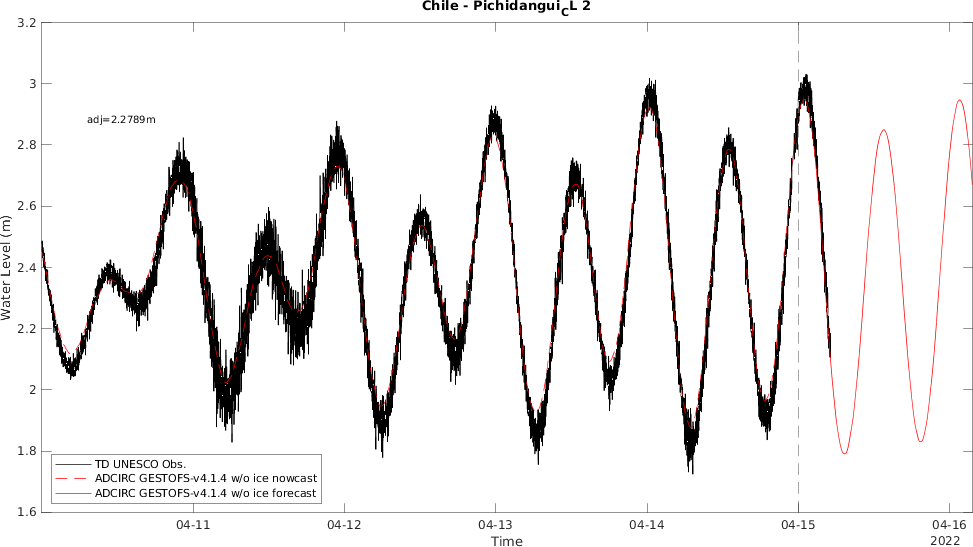 Chile - PichidanguiCL 2
3.2
3
2.8
2.6
2.4
2.2
2
1.8
1.6
Water Level (m)
adj=2.2789m
TD UNESCO Obs.
ADCIRC GESTOFS-v4.1.4 w/o ice nowcast
ADCIRC GESTOFS-v4.1.4 w/o ice forecast
04-11 04-12 04-13 04-14 04-15 04-16
Time
2022